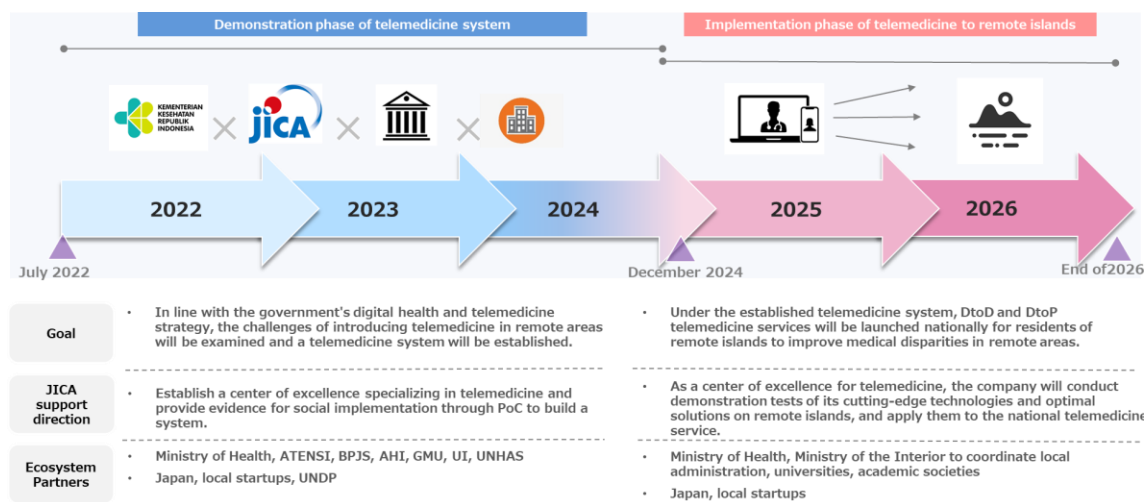 Demonstration phase of telemedicine system
Implementation phase of telemedicine to remote islands
KEMENTERIAN
KESEHATAN
REPUBLIK
INDONESIA
jICA
2022
2023
2024
2025
2026
July 2022
December 2024
End of2026
Goal
• In line with the government's digital health and telemedicine
strategy, the challenges of introducing telemedicine in remote areas
will be examined and a telemedicine system will be established.
• Under the established telemedicine system, DtoD and DtoP
telemedicine services will be launched nationally for residents of
remote islands to improve medical disparities in remote areas.
JICA
support
direction
• Establish a center of excellence specializing in telemedicine and
provide evidence for social implementation through PoC to build a
system.
• As a center of excellence for telemedicine, the company will conduct
demonstration tests of its cutting-edge technologies and optimal
solutions on remote islands, and apply them to the national telemedicine
service.
Ecosystem
Partners
• Ministry of Health, ATENSI, BPJS, AHI, GMU, UI, UNHAS
• Japan, local startups, UNDP
• Ministry of Health, Ministry of the Interior to coordinate local
administration, universities, academic societies
• Japan, local startups